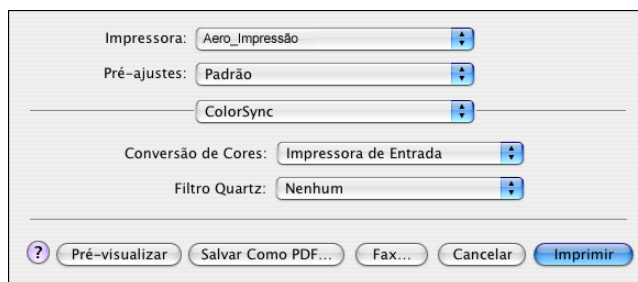 Impressora: Aero_Impressão
Pré-ajustes: Padrão
ColorSync
Conversão de Cores: Impressora de Entrada
Filtro Quartz: Nenhum
? Pré-visualizar Salvar Como PDF... Fax... Cancelar Imprimir